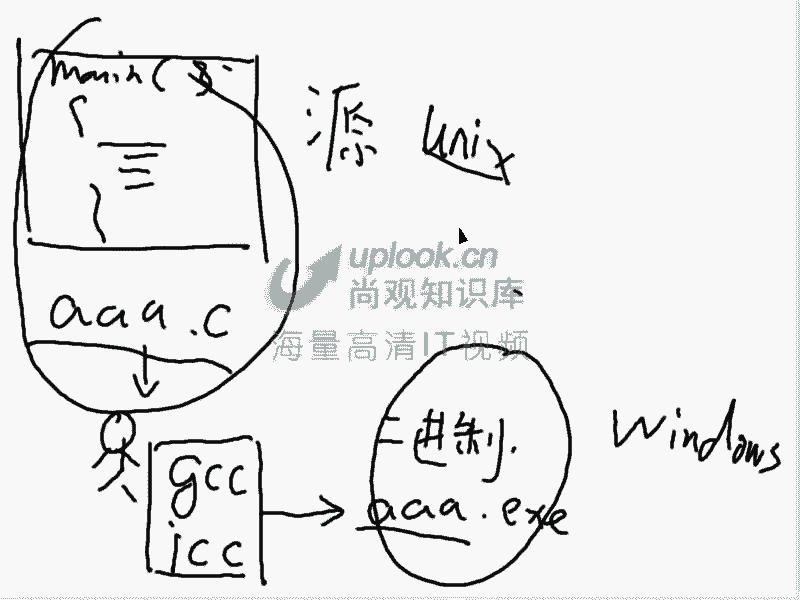 main( )
{
}
源 unix
aaa.c
uplook.cn
尚观知识库
海量高清IT视频
二进制.
aaa.exe
Windows
gcc
icc